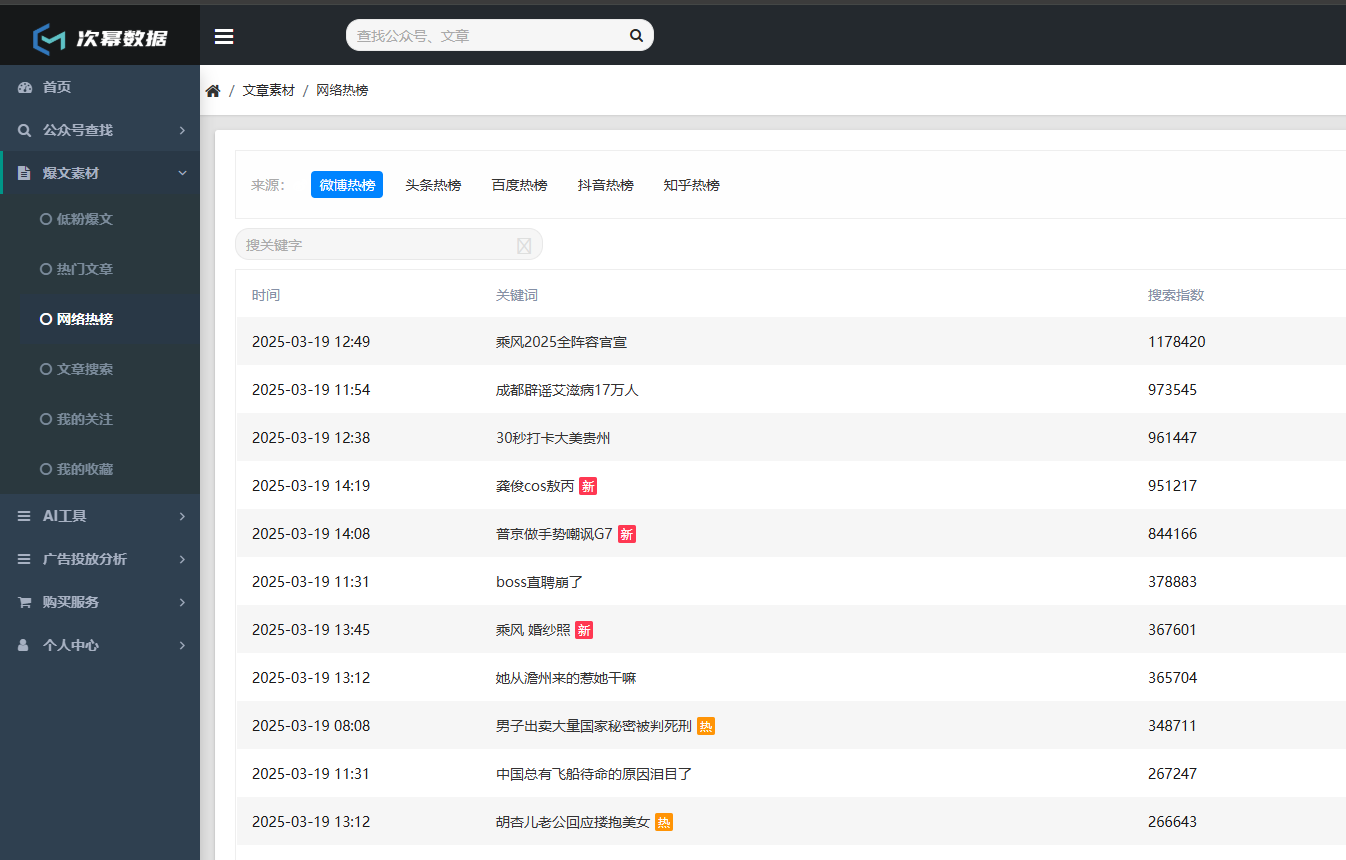 次幂数据
查找公众号、文章
首页
公众号查找
爆文素材
低粉爆文
热门文章
网络热榜
文章搜索
我的关注
我的收藏
AI工具
广告投放分析
购买服务
个人中心
/ 文章素材 / 网络热榜
来源: 微博热榜 头条热榜 百度热榜 抖音热榜 知乎热榜
搜关键字
时间 关键词 搜索指数
2025-03-19 12:49 乘风2025全阵容官宣 1178420
2025-03-19 11:54 成都辟谣艾滋病17万人 973545
2025-03-19 12:38 30秒打卡大美贵州 961447
2025-03-19 14:19 龚俊cos敖丙 新 951217
2025-03-19 14:08 普京做手势嘲讽G7 新 844166
2025-03-19 11:31 boss直聘崩了 378883
2025-03-19 13:45 乘风 婚纱照 新 367601
2025-03-19 13:12 她从澹州来的惹她干嘛 365704
2025-03-19 08:08 男子出卖大量国家秘密被判死刑 热 348711
2025-03-19 11:31 中国总有飞船待命的原因泪目了 267247
2025-03-19 13:12 胡杏儿老公回应搂抱美女 热 266643